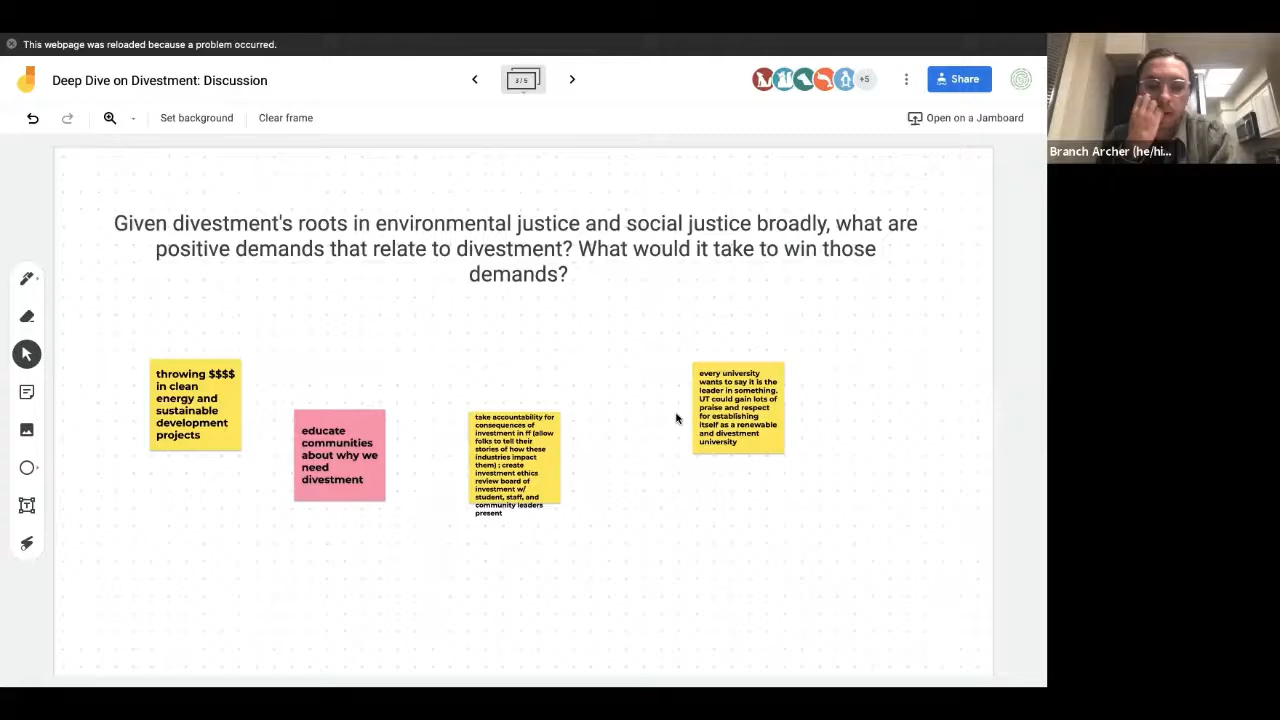 This webpage was reloaded because a problem occurred.
Deep Dive on Divestment: Discussion
3 / 5
+5
Share
Set background
Clear frame
Open on a Jamboard
Branch Archer (he/hi...
Given divestment's roots in environmental justice and social justice broadly, what are
positive demands that relate to divestment? What would it take to win those
demands?
throwing $$$$
in clean
energy and
sustainable
development
projects
educate
communities
about why we
need
divestment
take accountability for
consequences of
investment in ff (allow
folks to tell their
stories of how these
industries impact
them) ; create
investment ethics
review board of
investment w/
student, staff, and
community leaders
present
every university
wants to say it is the
leader in something.
UT could gain lots of
praise and respect
for establishing
itself as a renewable
and divestment
university